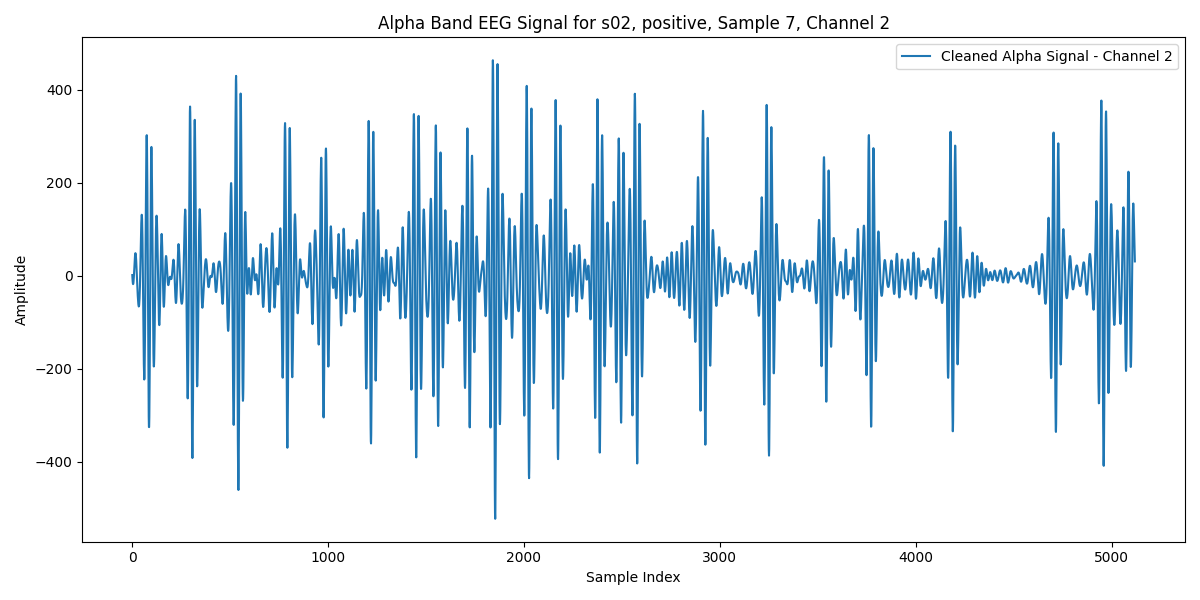 Alpha Band EEG Signal for s02, positive, Sample 7, Channel 2
Cleaned Alpha Signal - Channel 2
Amplitude
400
200
0
−200
−400
0 1000 2000 3000 4000 5000
Sample Index